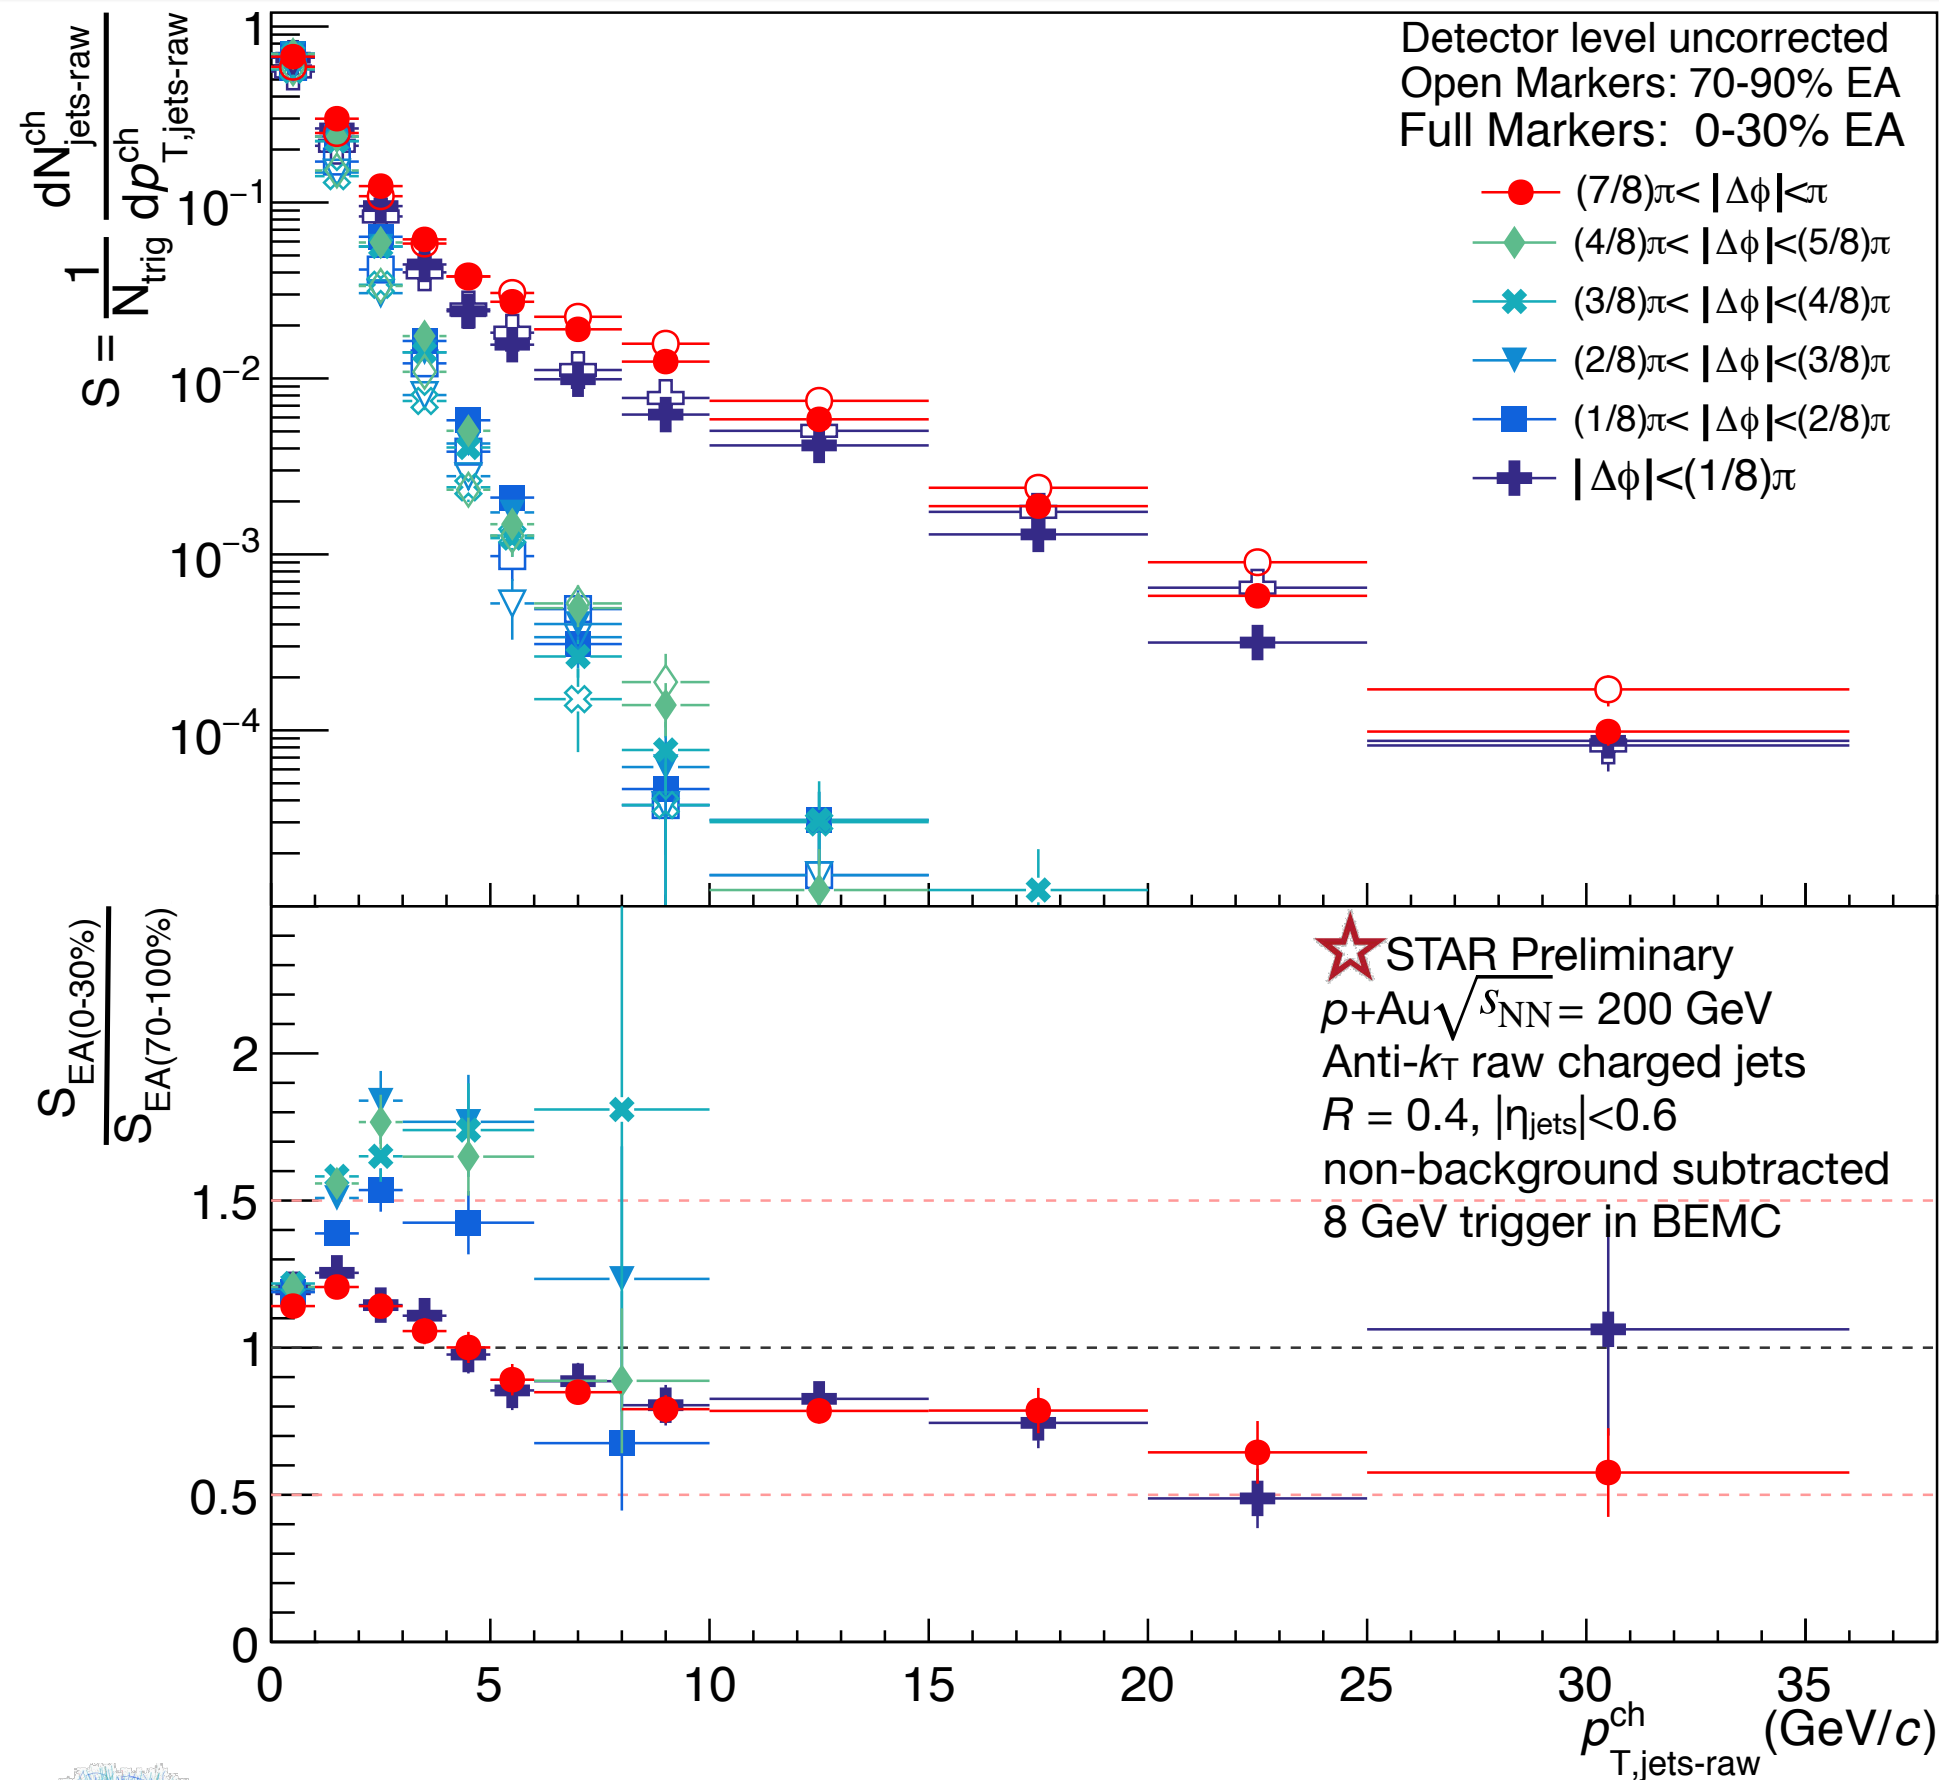 S = 1/N_trig dN^ch_jets-raw/dp^ch_T,jets-raw
1
10^−1
10^−2
10^−3
10^−4
Detector level uncorrected
Open Markers: 70-90% EA
Full Markers:  0-30% EA
(7/8)π< |Δϕ|<π
(4/8)π< |Δϕ|<(5/8)π
(3/8)π< |Δϕ|<(4/8)π
(2/8)π< |Δϕ|<(3/8)π
(1/8)π< |Δϕ|<(2/8)π
|Δϕ|<(1/8)π
S_EA(0-30%)/S_EA(70-100%)
2
1.5
1
0.5
0
STAR Preliminary
p+Au√s_NN = 200 GeV
Anti-k_T raw charged jets
R = 0.4, |η_jets|<0.6
non-background subtracted
8 GeV trigger in BEMC
0 5 10 15 20 25 30 35
p^ch_T,jets-raw (GeV/c)